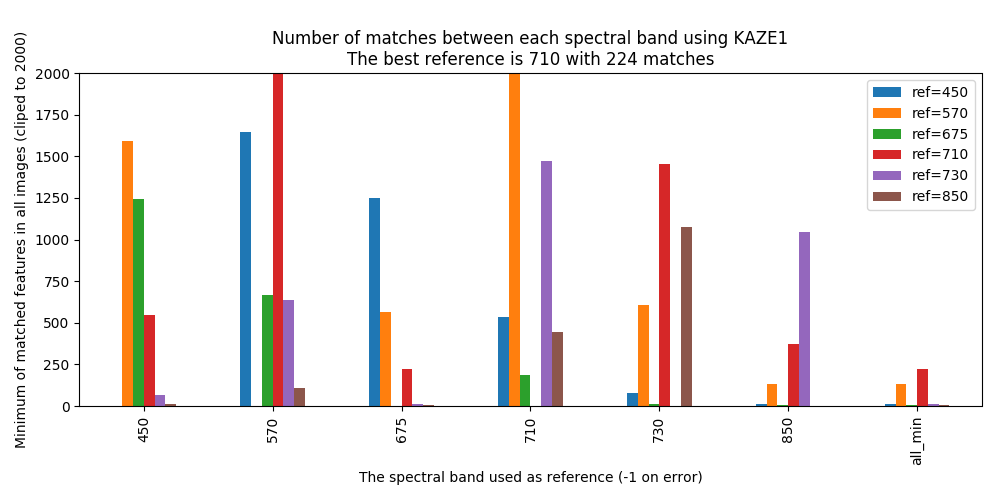 Number of matches between each spectral band using KAZE1
The best reference is 710 with 224 matches
Minimum of matched features in all images (cliped to 2000)
2000
1750
1500
1250
1000
750
500
250
0
ref=450
ref=570
ref=675
ref=710
ref=730
ref=850
450
570
675
710
730
850
all_min
The spectral band used as reference (-1 on error)